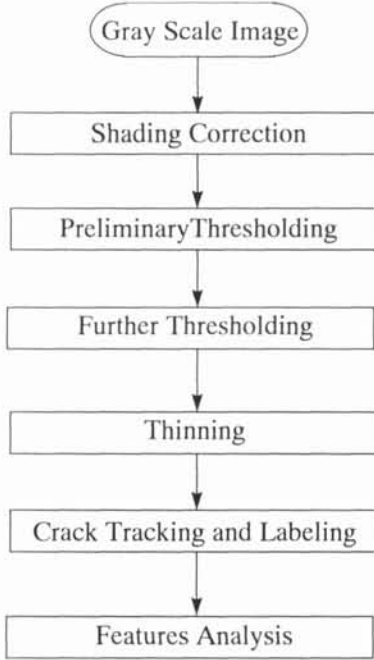 Gray Scale Image
Shading Correction
PreliminaryThresholding
Further Thresholding
Thinning
Crack Tracking and Labeling
Features Analysis